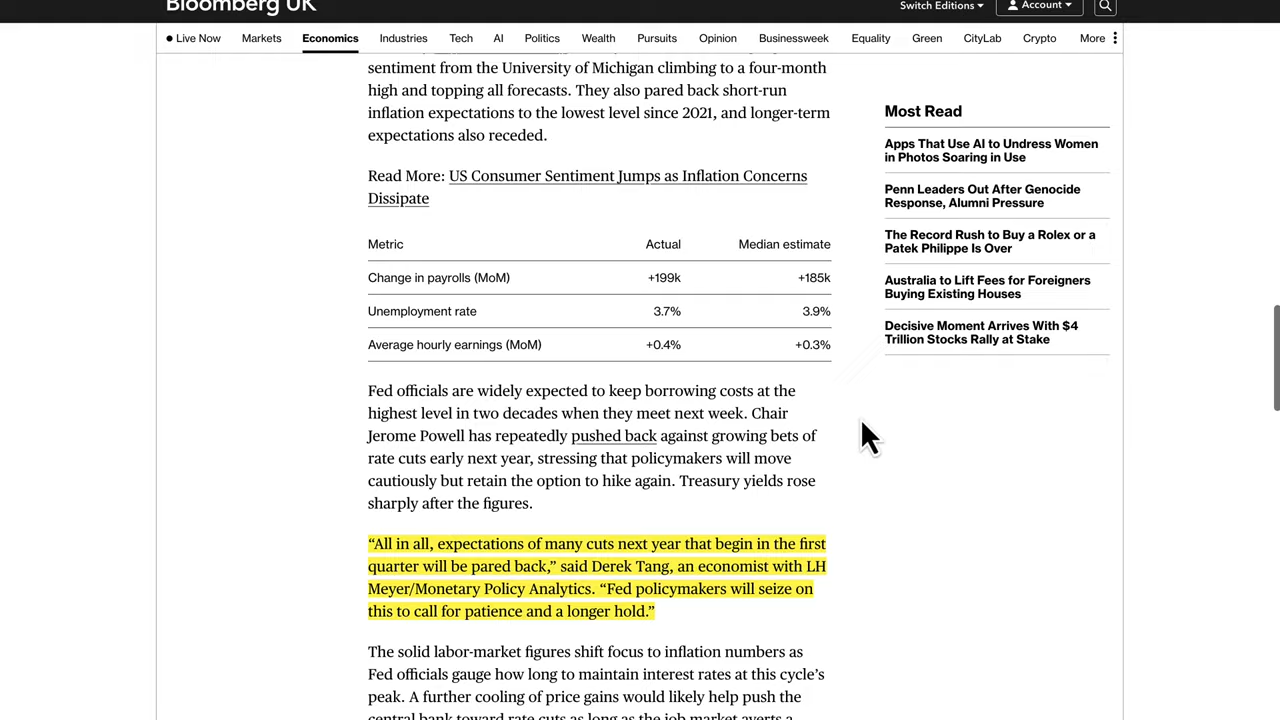 Bloomberg UK
Switch Editions
Account
Live Now
Markets
Economics
Industries
Tech
AI
Politics
Wealth
Pursuits
Opinion
Businessweek
Equality
Green
CityLab
Crypto
More
sentiment from the University of Michigan climbing to a four-month
high and topping all forecasts. They also pared back short-run
inflation expectations to the lowest level since 2021, and longer-term
expectations also receded.
Read More: US Consumer Sentiment Jumps as Inflation Concerns
Dissipate
Metric Actual Median estimate
Change in payrolls (MoM) +199k +185k
Unemployment rate 3.7% 3.9%
Average hourly earnings (MoM) +0.4% +0.3%
Fed officials are widely expected to keep borrowing costs at the
highest level in two decades when they meet next week. Chair
Jerome Powell has repeatedly pushed back against growing bets of
rate cuts early next year, stressing that policymakers will move
cautiously but retain the option to hike again. Treasury yields rose
sharply after the figures.
“All in all, expectations of many cuts next year that begin in the first
quarter will be pared back,” said Derek Tang, an economist with LH
Meyer/Monetary Policy Analytics. “Fed policymakers will seize on
this to call for patience and a longer hold.”
The solid labor-market figures shift focus to inflation numbers as
Fed officials gauge how long to maintain interest rates at this cycle’s
peak. A further cooling of price gains would likely help push the
central bank toward rate cuts as long as the job market averts a
Most Read
Apps That Use AI to Undress Women
in Photos Soaring in Use
Penn Leaders Out After Genocide
Response, Alumni Pressure
The Record Rush to Buy a Rolex or a
Patek Philippe Is Over
Australia to Lift Fees for Foreigners
Buying Existing Houses
Decisive Moment Arrives With $4
Trillion Stocks Rally at Stake